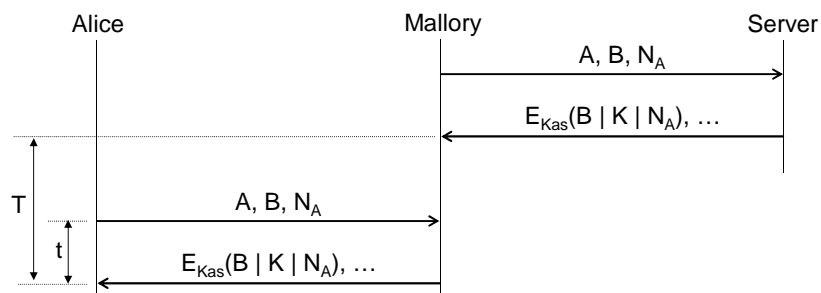 Alice Mallory Server
A, B, N_A
E_Kas(B | K | N_A), …
T
A, B, N_A
t
E_Kas(B | K | N_A), …